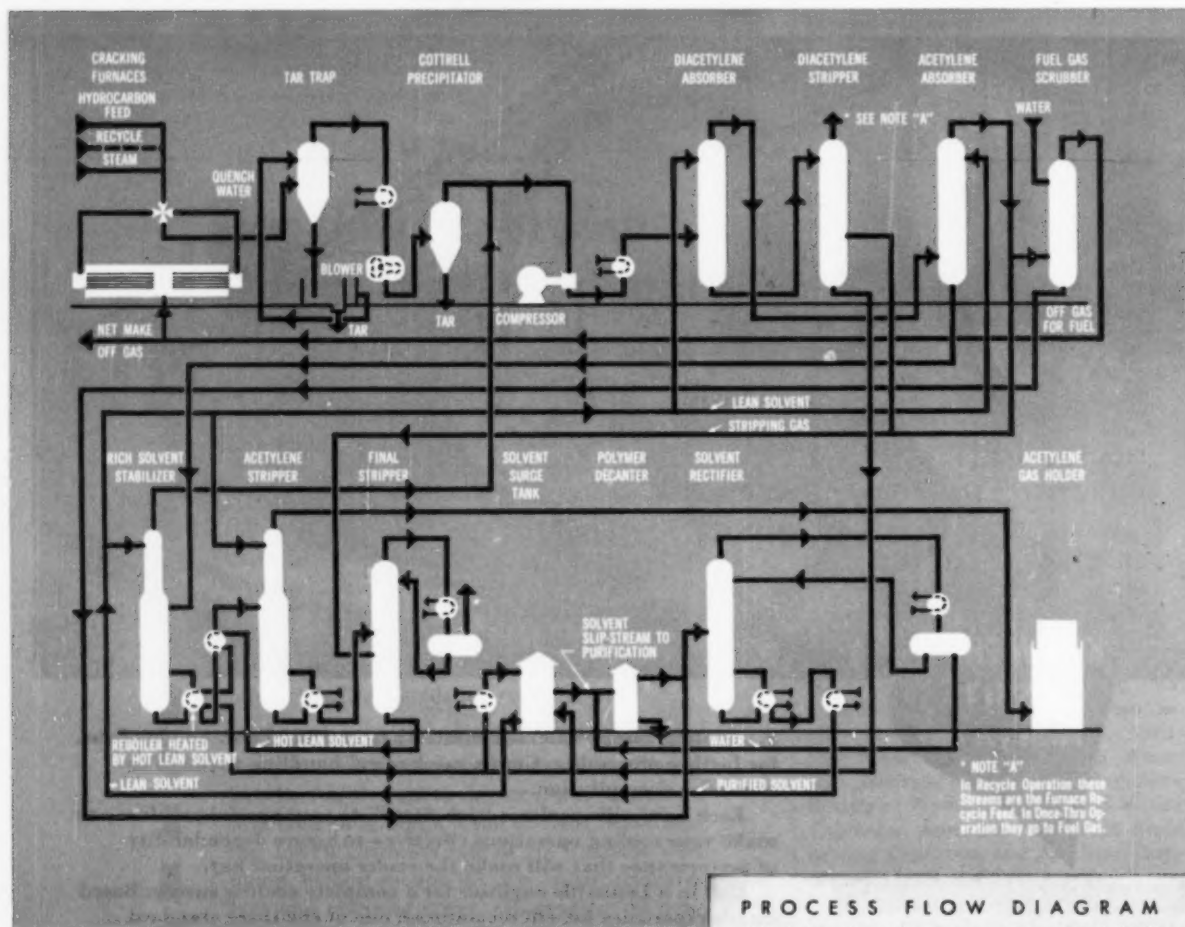 CRACKING
FURNACES
HYDROCARBON
FEED
RECYCLE
STEAM
TAR TRAP
COTTRELL
PRECIPITATOR
DIACETYLENE
ABSORBER
DIACETYLENE
STRIPPER
ACETYLENE
ABSORBER
FUEL GAS
SCRUBBER
WATER
* SEE NOTE "A"
QUENCH
WATER
BLOWER
TAR
TAR
COMPRESSOR
NET MAKE
OFF GAS
OFF GAS
FOR FUEL
LEAN SOLVENT
STRIPPING GAS
RICH SOLVENT
STABILIZER
ACETYLENE
STRIPPER
FINAL
STRIPPER
SOLVENT
SURGE
TANK
POLYMER
DECANTER
SOLVENT
RECTIFIER
ACETYLENE
GAS HOLDER
SOLVENT
SLIP-STREAM TO
PURIFICATION
REBOILER HEATED
BY HOT LEAN SOLVENT
HOT LEAN SOLVENT
WATER
LEAN SOLVENT
PURIFIED SOLVENT
* NOTE "A"
In Recycle Operation these
Streams are the Furnace Re-
cycle Feed. In Once-Thru Op-
eration they go to Fuel Gas.
PROCESS FLOW DIAGRAM